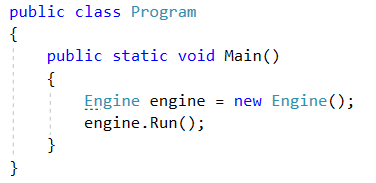 public class Program
{
    public static void Main()
    {
        Engine engine = new Engine();
        engine.Run();
    }
}